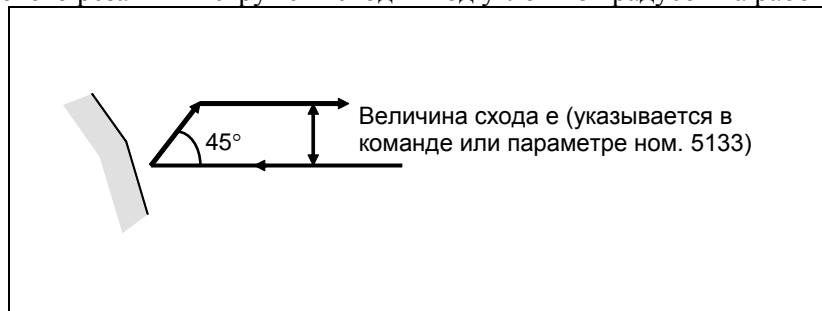 45°
Величина схода е (указывается в
команде или параметре ном. 5133)